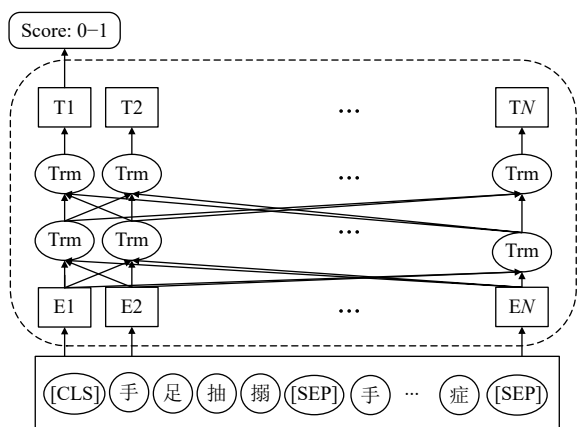 Score: 0−1
T1 T2 ... TN
Trm Trm ... Trm
Trm Trm ... Trm
E1 E2 ... EN
[CLS] 手 足 抽 搦 [SEP] 手 ... 症 [SEP]